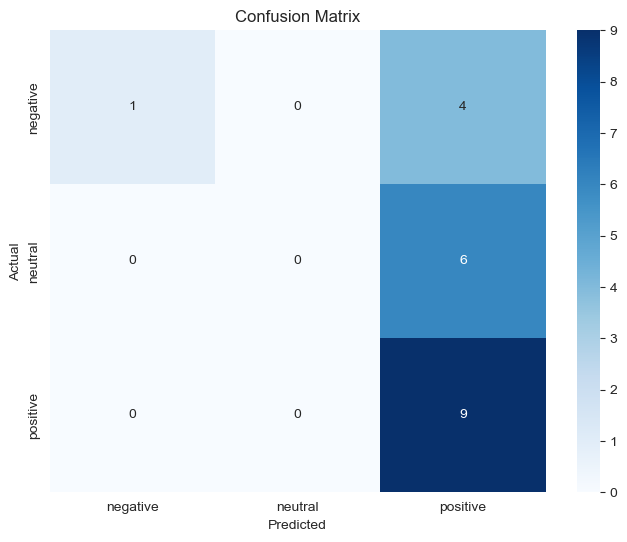 Confusion Matrix
Actual
negative
neutral
positive
1 0 4
0 0 6
0 0 9
negative neutral positive
Predicted
9
8
7
6
5
4
3
2
1
0